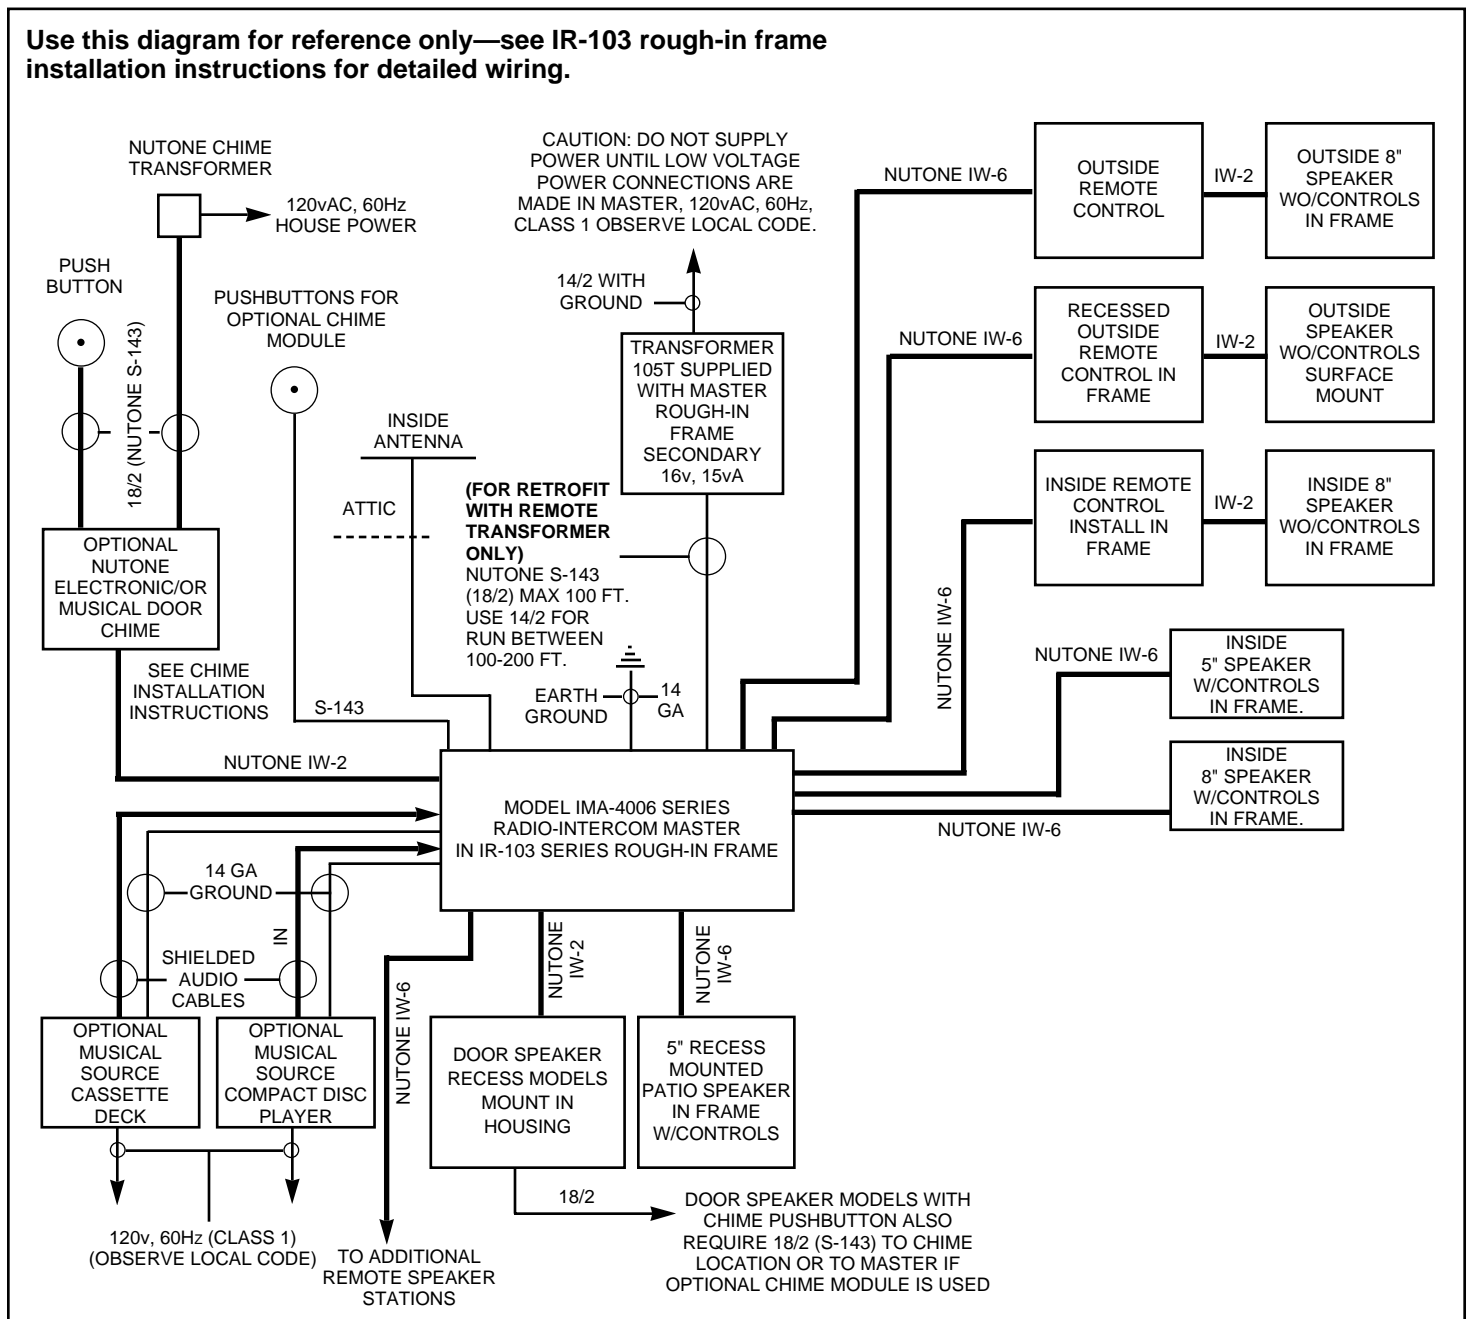 Use this diagram for reference only—see IR-103 rough-in frame
installation instructions for detailed wiring.
NUTONE CHIME
TRANSFORMER
120vAC, 60Hz
HOUSE POWER
PUSH
BUTTON
18/2 (NUTONE S-143)
PUSHBUTTONS FOR
OPTIONAL CHIME
MODULE
CAUTION: DO NOT SUPPLY
POWER UNTIL LOW VOLTAGE
POWER CONNECTIONS ARE
MADE IN MASTER, 120vAC, 60Hz,
CLASS 1 OBSERVE LOCAL CODE.
14/2 WITH
GROUND
TRANSFORMER
105T SUPPLIED
WITH MASTER
ROUGH-IN
FRAME
SECONDARY
16v, 15vA
INSIDE
ANTENNA
ATTIC
(FOR RETROFIT
WITH REMOTE
TRANSFORMER
ONLY)
NUTONE S-143
(18/2) MAX 100 FT.
USE 14/2 FOR
RUN BETWEEN
100-200 FT.
EARTH
GROUND
14
GA
NUTONE IW-6
OUTSIDE
REMOTE
CONTROL
IW-2
OUTSIDE 8"
SPEAKER
WO/CONTROLS
IN FRAME
NUTONE IW-6
RECESSED
OUTSIDE
REMOTE
CONTROL IN
FRAME
IW-2
OUTSIDE
SPEAKER
WO/CONTROLS
SURFACE
MOUNT
NUTONE IW-6
INSIDE REMOTE
CONTROL
INSTALL IN
FRAME
IW-2
INSIDE 8"
SPEAKER
WO/CONTROLS
IN FRAME
NUTONE IW-6
INSIDE
5" SPEAKER
W/CONTROLS
IN FRAME.
INSIDE
8" SPEAKER
W/CONTROLS
IN FRAME.
NUTONE IW-6
OPTIONAL
NUTONE
ELECTRONIC/OR
MUSICAL DOOR
CHIME
SEE CHIME
INSTALLATION
INSTRUCTIONS
S-143
NUTONE IW-2
MODEL IMA-4006 SERIES
RADIO-INTERCOM MASTER
IN IR-103 SERIES ROUGH-IN FRAME
14 GA
GROUND
IN
SHIELDED
AUDIO
CABLES
NUTONE IW-6
NUTONE
IW-2
NUTONE
IW-6
OPTIONAL
MUSICAL
SOURCE
CASSETTE
DECK
OPTIONAL
MUSICAL
SOURCE
COMPACT DISC
PLAYER
DOOR SPEAKER
RECESS MODELS
MOUNT IN
HOUSING
5" RECESS
MOUNTED
PATIO SPEAKER
IN FRAME
W/CONTROLS
120v, 60Hz (CLASS 1)
(OBSERVE LOCAL CODE)
TO ADDITIONAL
REMOTE SPEAKER
STATIONS
18/2
DOOR SPEAKER MODELS WITH
CHIME PUSHBUTTON ALSO
REQUIRE 18/2 (S-143) TO CHIME
LOCATION OR TO MASTER IF
OPTIONAL CHIME MODULE IS USED